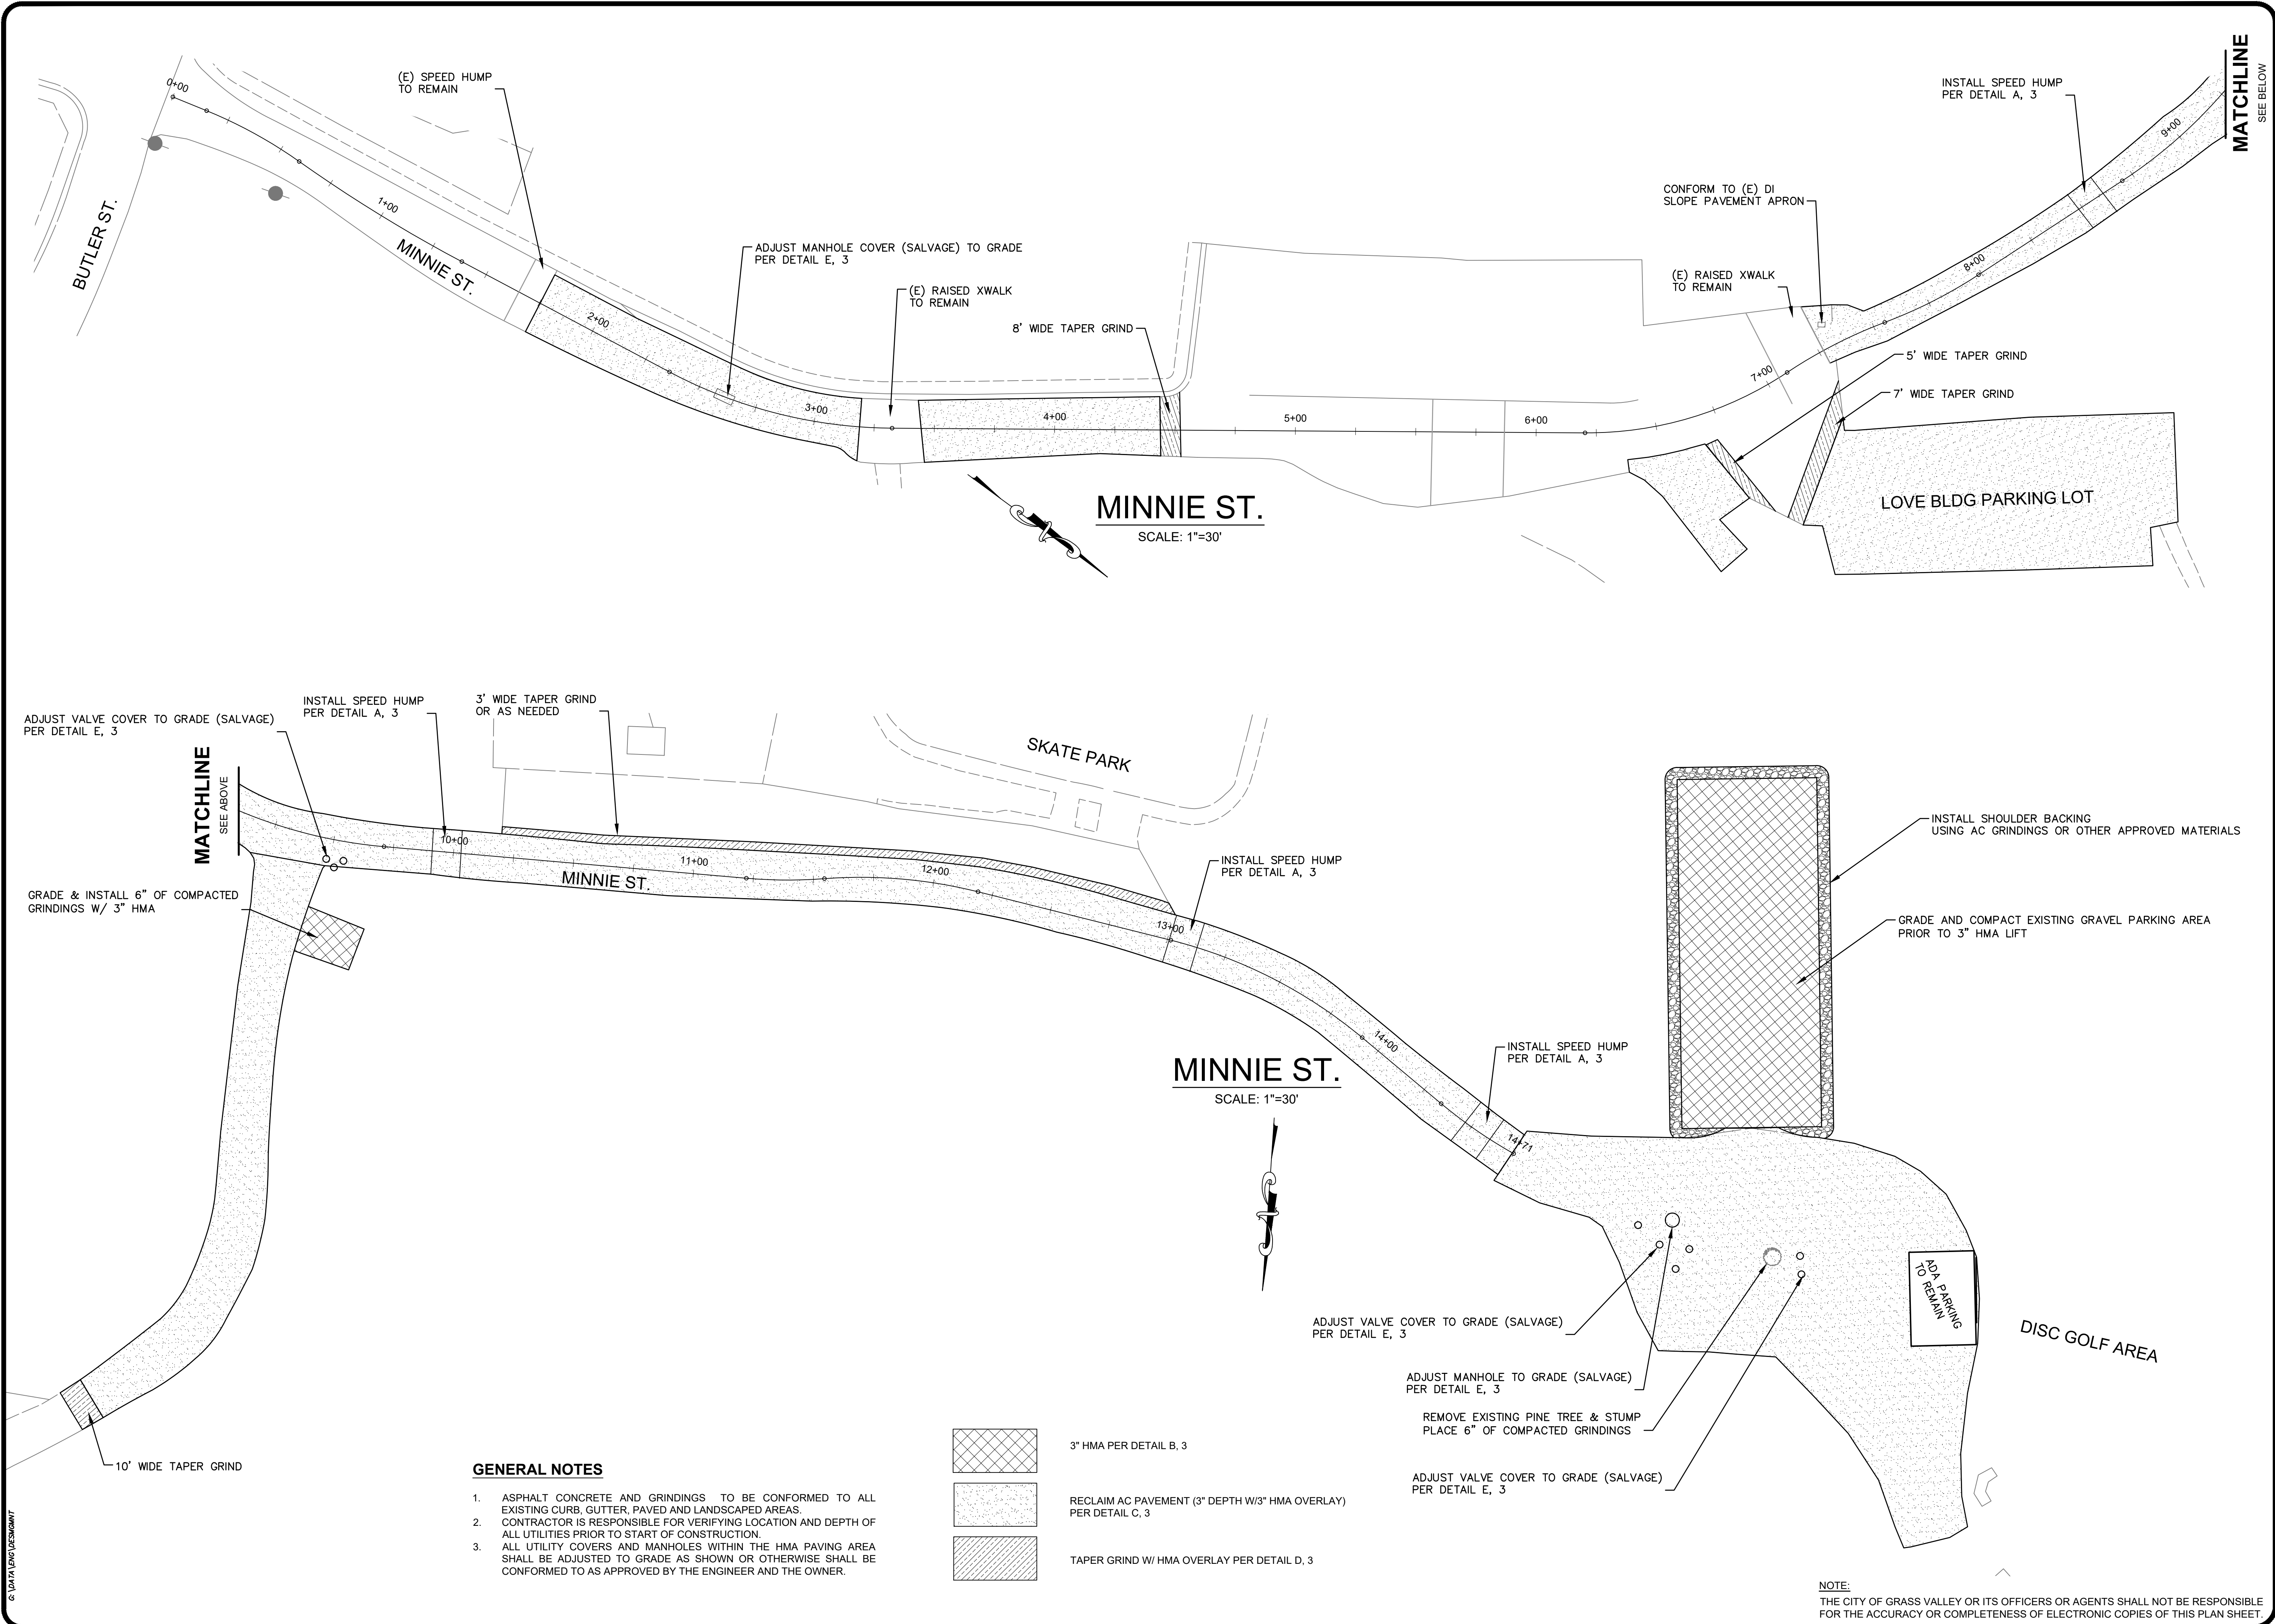 (E) SPEED HUMP
TO REMAIN
0+00
BUTLER ST.
1+00
MINNIE ST.
2+00
ADJUST MANHOLE COVER (SALVAGE) TO GRADE
PER DETAIL E, 3
3+00
(E) RAISED XWALK
TO REMAIN
8' WIDE TAPER GRIND
4+00
5+00
6+00
7+00
8+00
9+00
INSTALL SPEED HUMP
PER DETAIL A, 3
MATCHLINE
SEE BELOW
CONFORM TO (E) DI
SLOPE PAVEMENT APRON
(E) RAISED XWALK
TO REMAIN
5' WIDE TAPER GRIND
7' WIDE TAPER GRIND
LOVE BLDG PARKING LOT
MINNIE ST.
SCALE: 1"=30'
ADJUST VALVE COVER TO GRADE (SALVAGE)
PER DETAIL E, 3
INSTALL SPEED HUMP
PER DETAIL A, 3
3' WIDE TAPER GRIND
OR AS NEEDED
MATCHLINE
SEE ABOVE
SKATE PARK
10+00
11+00
12+00
MINNIE ST.
13+00
INSTALL SPEED HUMP
PER DETAIL A, 3
GRADE & INSTALL 6" OF COMPACTED
GRINDINGS W/ 3" HMA
INSTALL SHOULDER BACKING
USING AC GRINDINGS OR OTHER APPROVED MATERIALS
GRADE AND COMPACT EXISTING GRAVEL PARKING AREA
PRIOR TO 3" HMA LIFT
14+00
INSTALL SPEED HUMP
PER DETAIL A, 3
14+71
MINNIE ST.
SCALE: 1"=30'
ADA PARKING
TO REMAIN
DISC GOLF AREA
ADJUST VALVE COVER TO GRADE (SALVAGE)
PER DETAIL E, 3
ADJUST MANHOLE TO GRADE (SALVAGE)
PER DETAIL E, 3
REMOVE EXISTING PINE TREE & STUMP
PLACE 6" OF COMPACTED GRINDINGS
ADJUST VALVE COVER TO GRADE (SALVAGE)
PER DETAIL E, 3
10' WIDE TAPER GRIND
GENERAL NOTES
1. ASPHALT CONCRETE AND GRINDINGS TO BE CONFORMED TO ALL
EXISTING CURB, GUTTER, PAVED AND LANDSCAPED AREAS.
2. CONTRACTOR IS RESPONSIBLE FOR VERIFYING LOCATION AND DEPTH OF
ALL UTILITIES PRIOR TO START OF CONSTRUCTION.
3. ALL UTILITY COVERS AND MANHOLES WITHIN THE HMA PAVING AREA
SHALL BE ADJUSTED TO GRADE AS SHOWN OR OTHERWISE SHALL BE
CONFORMED TO AS APPROVED BY THE ENGINEER AND THE OWNER.
3" HMA PER DETAIL B, 3
RECLAIM AC PAVEMENT (3" DEPTH W/3" HMA OVERLAY)
PER DETAIL C, 3
TAPER GRIND W/ HMA OVERLAY PER DETAIL D, 3
G:\DATA\ENG\DESMGMNT
NOTE:
THE CITY OF GRASS VALLEY OR ITS OFFICERS OR AGENTS SHALL NOT BE RESPONSIBLE
FOR THE ACCURACY OR COMPLETENESS OF ELECTRONIC COPIES OF THIS PLAN SHEET.